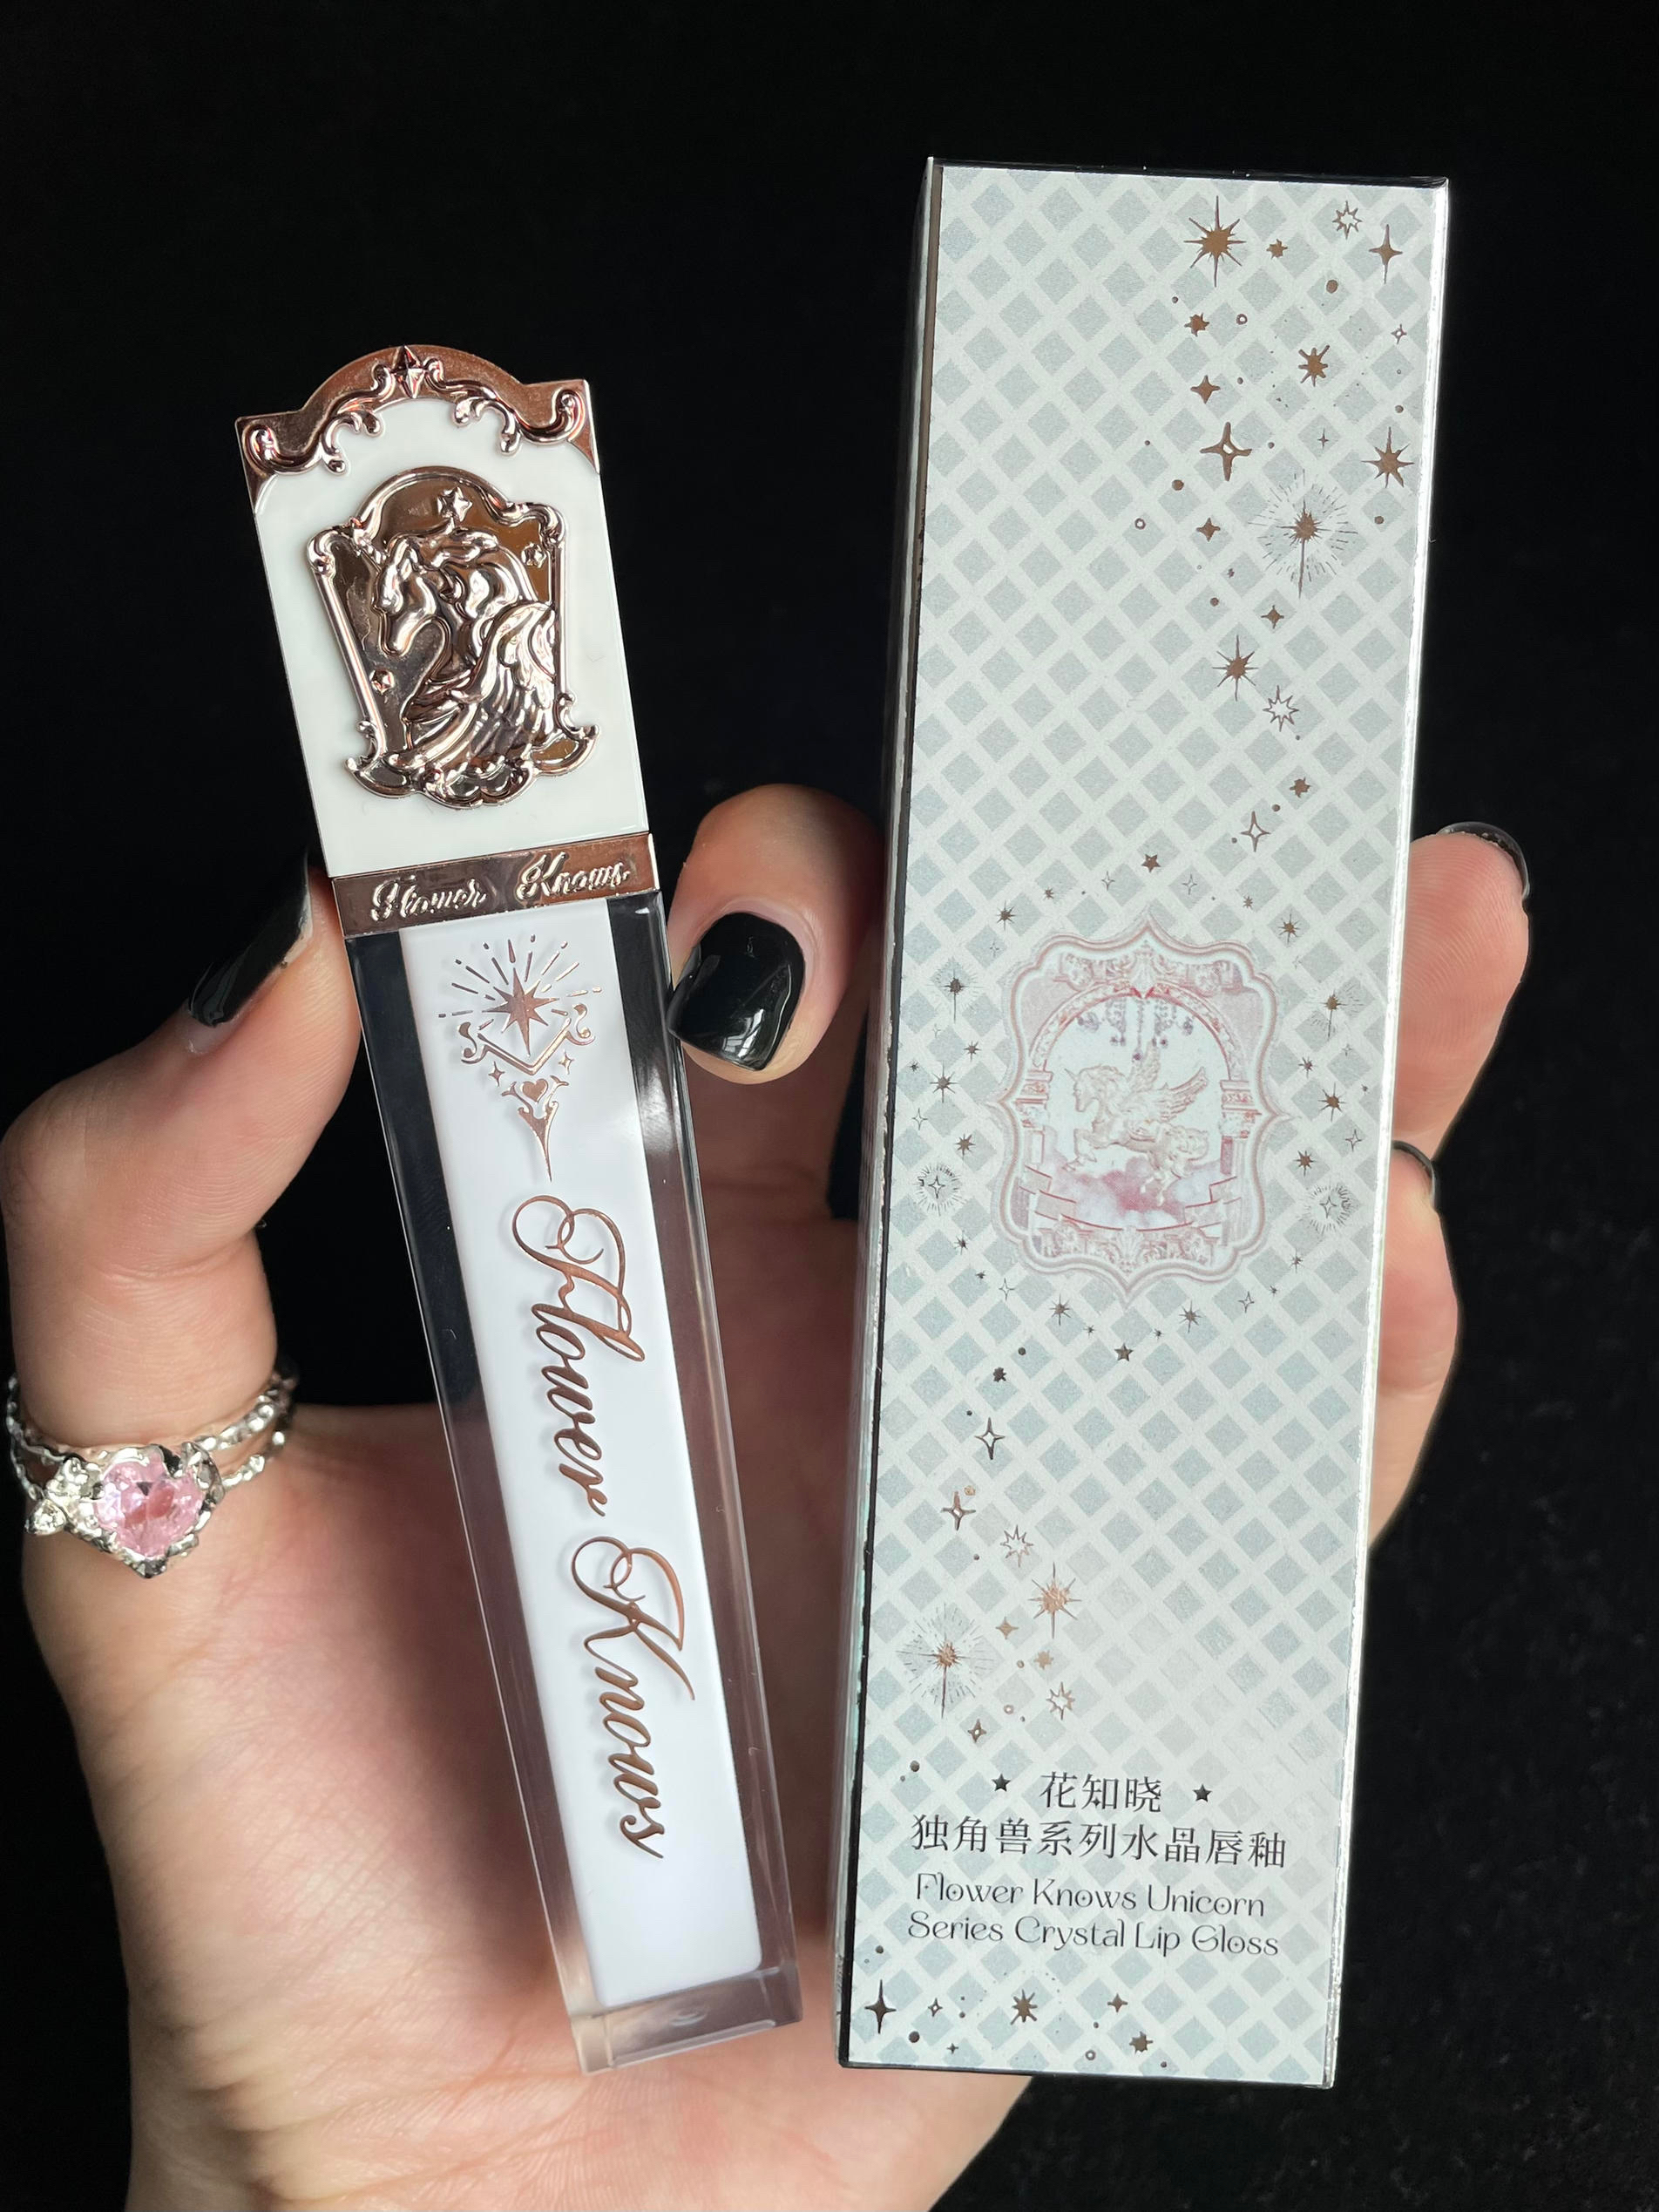 Flower Knows
Flower Knows
花知晓
独角兽系列水晶唇釉
Flower Knows Unicorn
Series Crystal Lip Gloss